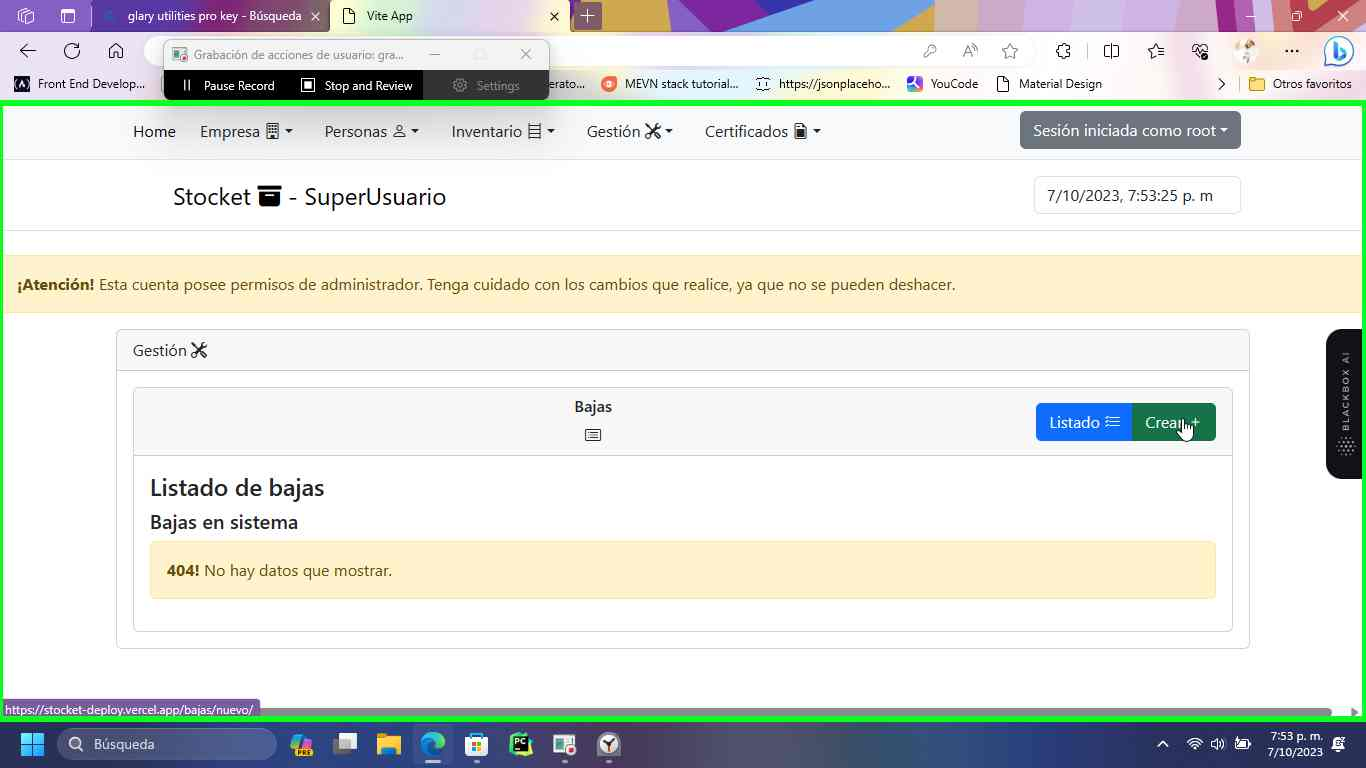 glary utilities pro key - Búsqueda
Vite App
Grabación de acciones de usuario: gra...
Pause Record
Stop and Review
Settings
Front End Develop...
erato...
MEVN stack tutorial...
https://jsonplaceho...
YouCode
Material Design
Otros favoritos
Home
Empresa
Personas
Inventario
Gestión
Certificados
Sesión iniciada como root
Stocket - SuperUsuario
7/10/2023, 7:53:25 p. m
¡Atención! Esta cuenta posee permisos de administrador. Tenga cuidado con los cambios que realice, ya que no se pueden deshacer.
Gestión
Bajas
Listado
Crear +
BLACKBOX AI
Listado de bajas
Bajas en sistema
404! No hay datos que mostrar.
https://stocket-deploy.vercel.app/bajas/nuevo/
Búsqueda
PRE
PC
7:53 p. m.
7/10/2023